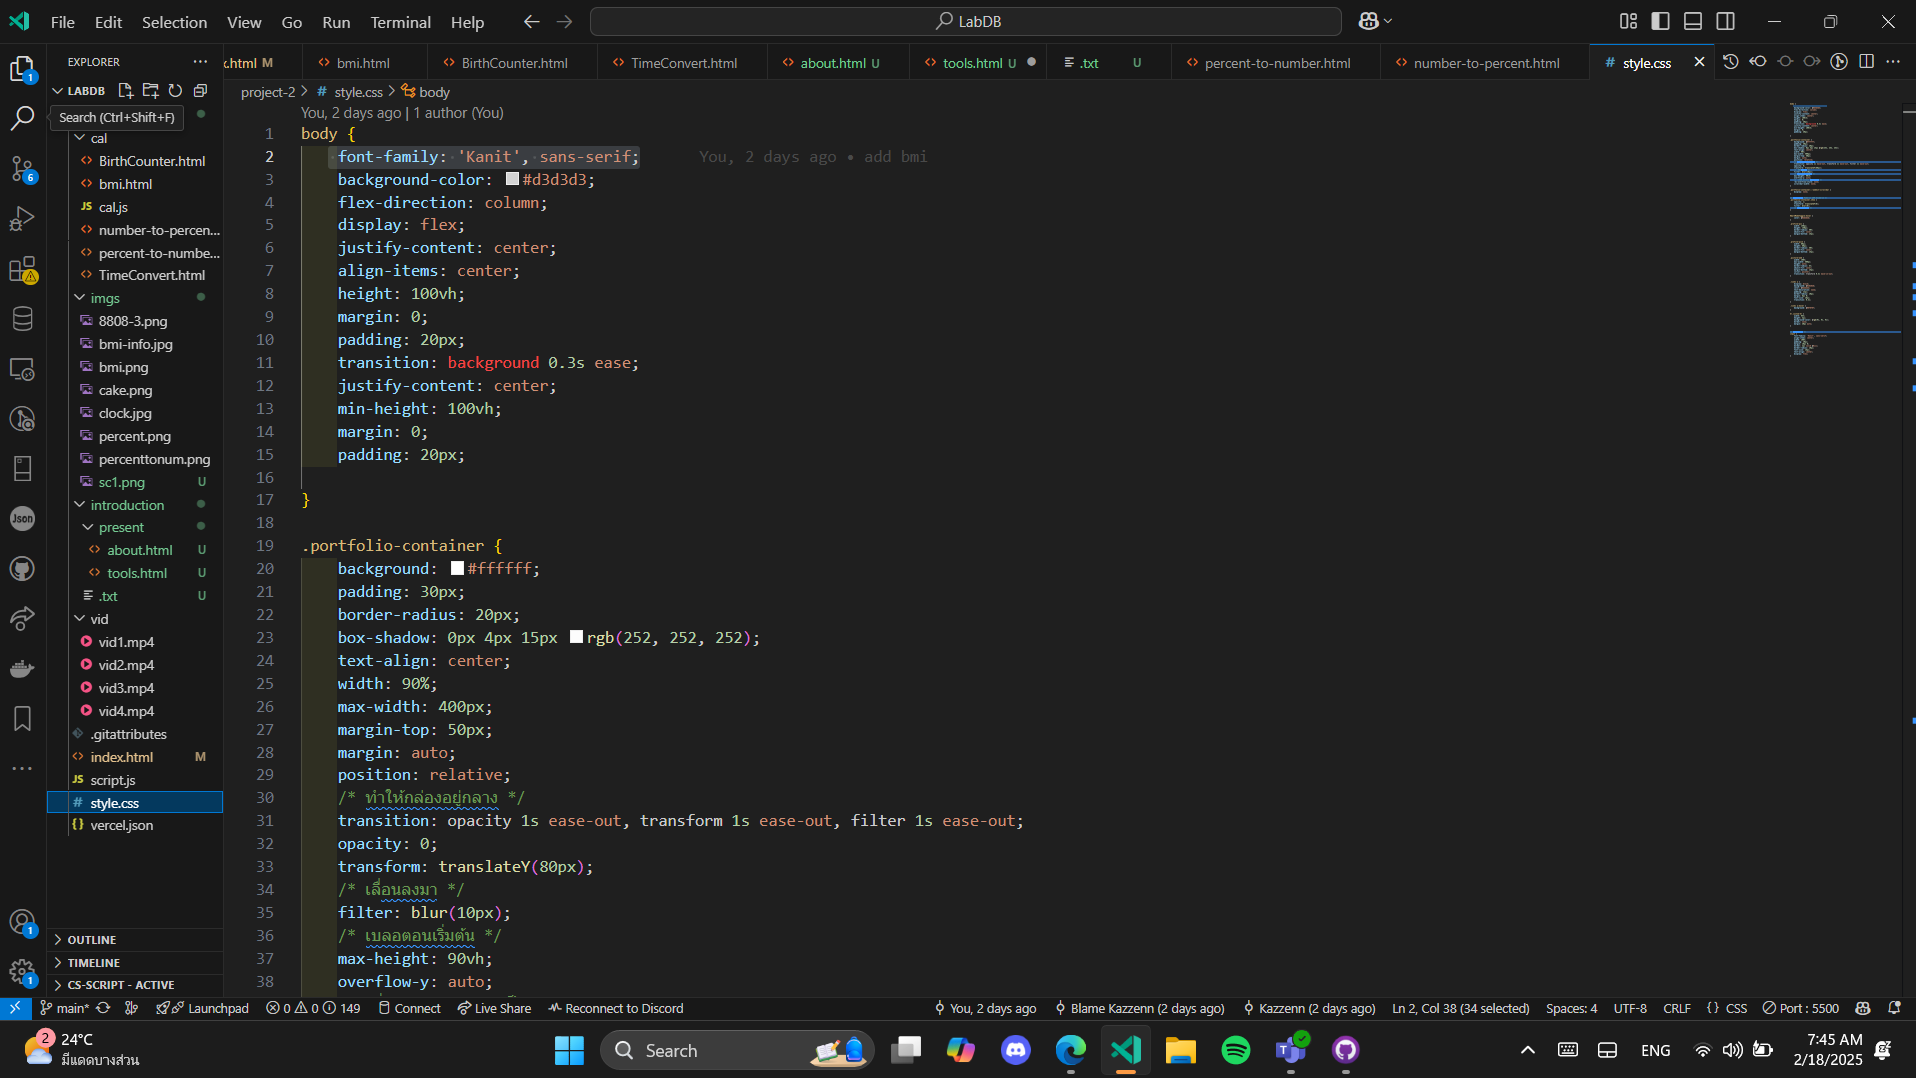 File Edit Selection View Go Run Terminal Help
LabDB
EXPLORER
.html M
bmi.html
BirthCounter.html
TimeConvert.html
about.html U
tools.html U
.txt U
percent-to-number.html
number-to-percent.html
# style.css
LABDB
project-2 > # style.css > body
Search (Ctrl+Shift+F)
cal
BirthCounter.html
bmi.html
JS cal.js
number-to-percen...
percent-to-numbe...
TimeConvert.html
imgs
8808-3.png
bmi-info.jpg
bmi.png
cake.png
clock.jpg
percent.png
percenttonum.png
sc1.png U
introduction
present
about.html U
tools.html U
.txt U
vid
vid1.mp4
vid2.mp4
vid3.mp4
vid4.mp4
.gitattributes
index.html M
JS script.js
# style.css
{} vercel.json
OUTLINE
TIMELINE
CS-SCRIPT - ACTIVE
You, 2 days ago | 1 author (You)
1 body {
2 font-family: 'Kanit', sans-serif; You, 2 days ago • add bmi
3 background-color: #d3d3d3;
4 flex-direction: column;
5 display: flex;
6 justify-content: center;
7 align-items: center;
8 height: 100vh;
9 margin: 0;
10 padding: 20px;
11 transition: background 0.3s ease;
12 justify-content: center;
13 min-height: 100vh;
14 margin: 0;
15 padding: 20px;
16
17 }
18
19 .portfolio-container {
20 background: #ffffff;
21 padding: 30px;
22 border-radius: 20px;
23 box-shadow: 0px 4px 15px rgb(252, 252, 252);
24 text-align: center;
25 width: 90%;
26 max-width: 400px;
27 margin-top: 50px;
28 margin: auto;
29 position: relative;
30 /* ทำให้กล่องอยู่กลาง */
31 transition: opacity 1s ease-out, transform 1s ease-out, filter 1s ease-out;
32 opacity: 0;
33 transform: translateY(80px);
34 /* เลื่อนลงมา */
35 filter: blur(10px);
36 /* เบลอตอนเริ่มต้น */
37 max-height: 90vh;
38 overflow-y: auto;
main* Launchpad 0 0 149 Connect Live Share Reconnect to Discord You, 2 days ago Blame Kazzenn (2 days ago) Kazzenn (2 days ago) Ln 2, Col 38 (34 selected) Spaces: 4 UTF-8 CRLF {} CSS Port : 5500
2
24°C
มีแดดบางส่วน
Search
ENG
7:45 AM
2/18/2025
1
6
Json
1
1